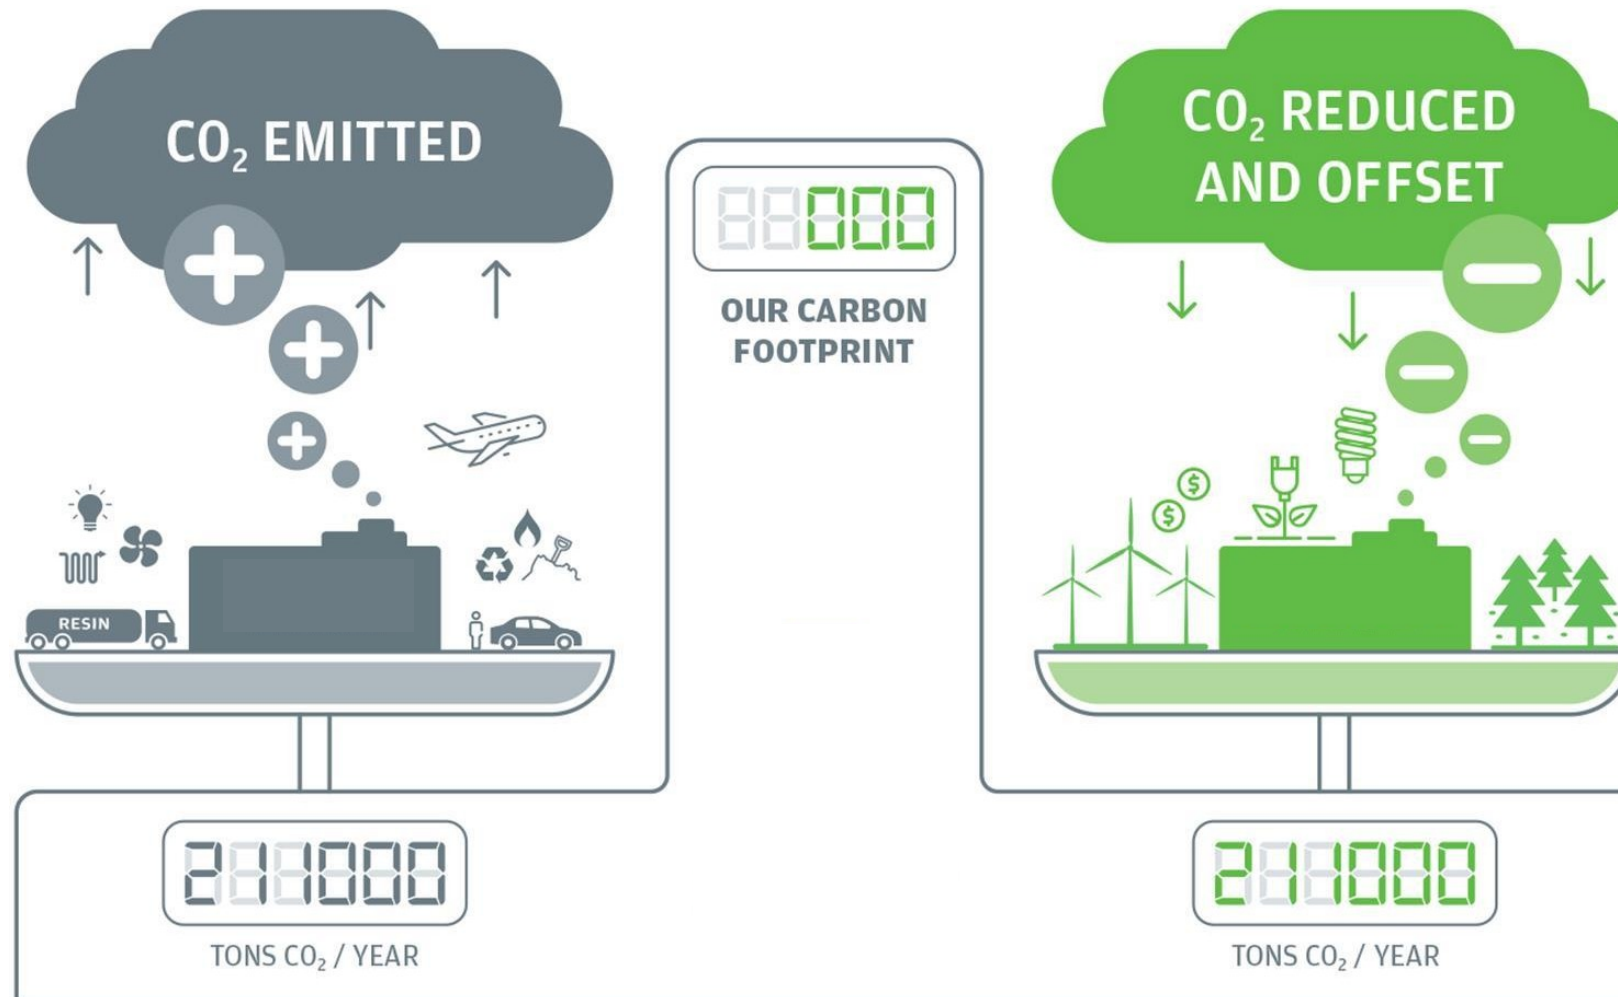 CO₂ EMITTED
CO₂ REDUCED
AND OFFSET
000
OUR CARBON
FOOTPRINT
$
$
RESIN
211000
TONS CO₂ / YEAR
211000
TONS CO₂ / YEAR